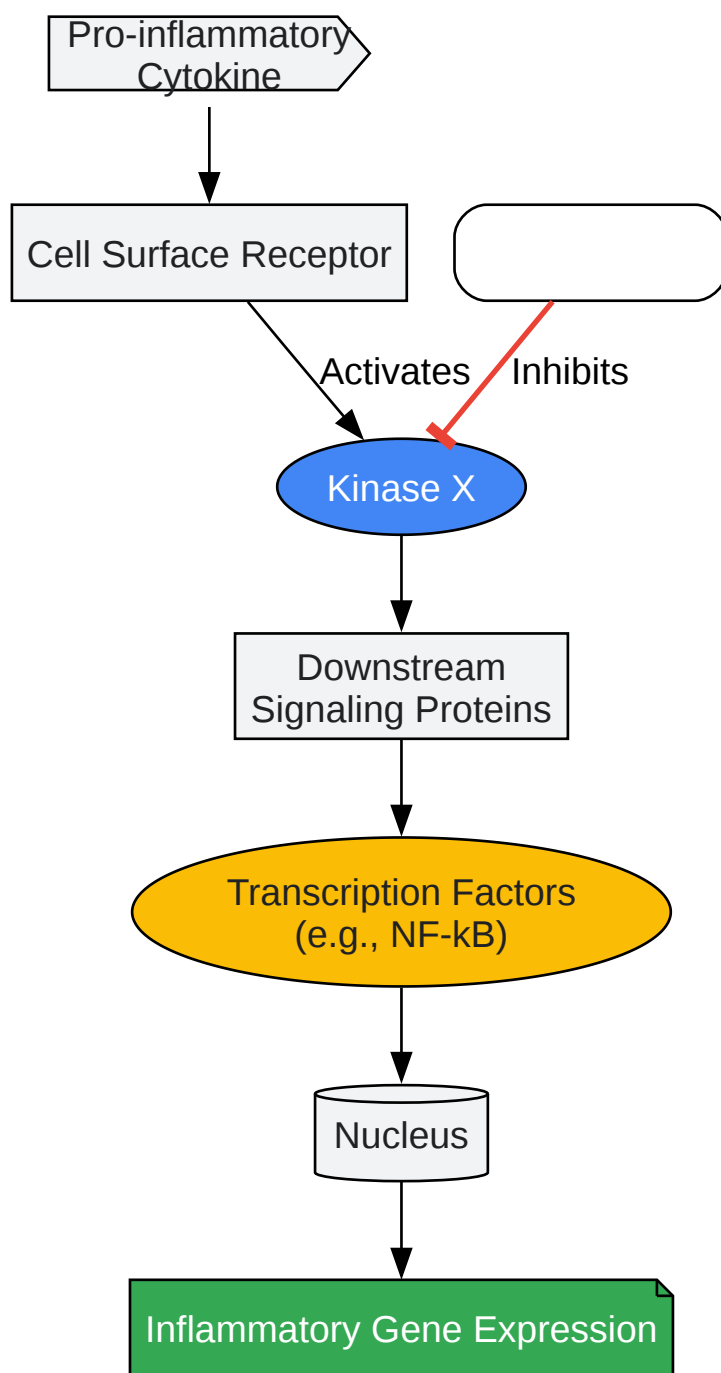 Pro-inflammatory
Cytokine
Cell Surface Receptor
Activates
Inhibits
Kinase X
Downstream
Signaling Proteins
Transcription Factors
(e.g., NF-kB)
Nucleus
Inflammatory Gene Expression